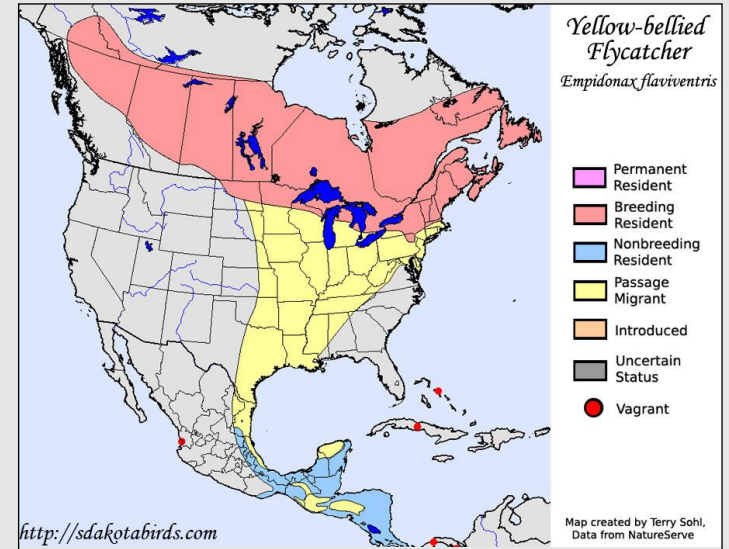 Yellow-bellied
Flycatcher
Empidonax flaviventris
Permanent
Resident
Breeding
Resident
Nonbreeding
Resident
Passage
Migrant
Introduced
Uncertain
Status
Vagrant
Map created by Terry Sohl,
Data from NatureServe
http://sdakotabirds.com